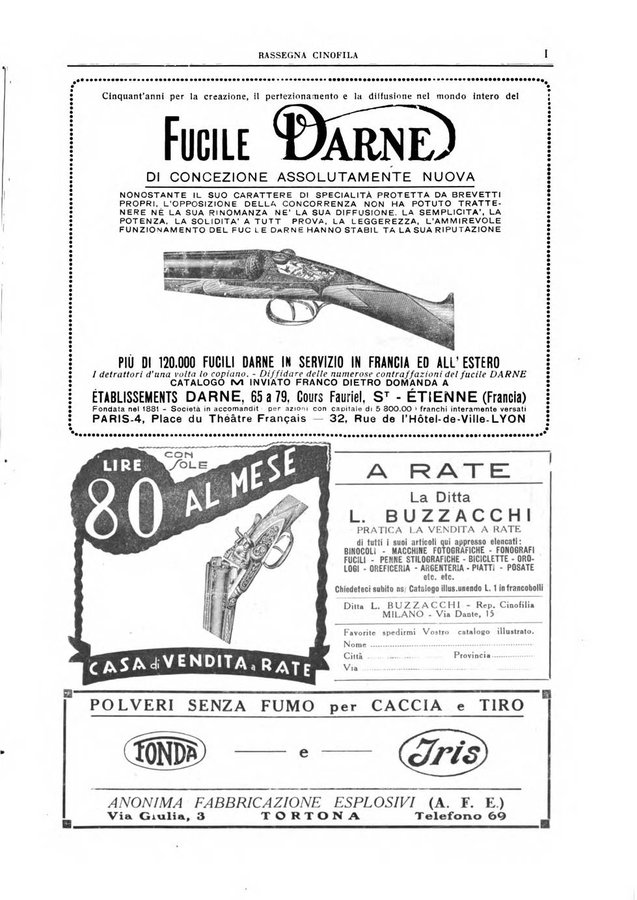 RASSEGNA CINOFILA I
Cinquant'anni per la creazione, il perfezionamento e la diffusione nel mondo intero del
FUCILE DARNE
DI CONCEZIONE ASSOLUTAMENTE NUOVA
NONOSTANTE IL SUO CARATTERE DI SPECIALITÀ PROTETTA DA BREVETTI
PROPRI, L'OPPOSIZIONE DELLA CONCORRENZA NON HA POTUTO TRATTE-
NERE NÈ LA SUA RINOMANZA NE' LA SUA DIFFUSIONE. LA SEMPLICITA', LA
POTENZA, LA SOLIDITA' A TUTT PROVA, LA LEGGEREZZA, L'AMMIREVOLE
FUNZIONAMENTO DEL FUC LE DARNE HANNO STABIL TA LA SUA RIPUTAZIONE
PIÙ DI 120.000 FUCILI DARNE IN SERVIZIO IN FRANCIA ED ALL'ESTERO
I detrattori d'una volta lo copiano. - Diffidare delle numerose contraffazioni del fucile DARNE
CATALOGO M INVIATO FRANCO DIETRO DOMANDA A
ÉTABLISSEMENTS DARNE, 65 a 79, Cours Fauriel, ST - ÉTIENNE (Francia)
Fondata nel 1881 - Società in accomandit per azioni con capitale di 5 800.00 franchi interamente versati
PARIS-4, Place du Théâtre Français — 32, Rue de l'Hôtel-de-Ville-LYON
CON
SOLE
LIRE
80 AL MESE
CASA di VENDITA a RATE
A RATE
La Ditta
L. BUZZACCHI
PRATICA LA VENDITA A RATE
di tutti i suoi articoli qui appresso elencati:
BINOCOLI - MACCHINE FOTOGRAFICHE - FONOGRAFI
FUCILI - PENNE STILOGRAFICHE - BICICLETTE - ORO-
LOGI - OREFICERIA - ARGENTERIA - PIATTI - POSATE
etc. etc.
Chiedeteci subito ns/ Catalogo illus. unendo L. 1 in francobolli
Ditta L. BUZZACCHI - Rep. Cinofilia
MILANO - Via Dante, 15
Favorite spedirmi Vostro catalogo illustrato.
Nome
Città Provincia
Via
POLVERI SENZA FUMO per CACCIA e TIRO
TONDA — e — Iris
ANONIMA FABBRICAZIONE ESPLOSIVI (A. F. E.)
Via Giulia, 3 TORTONA Telefono 69